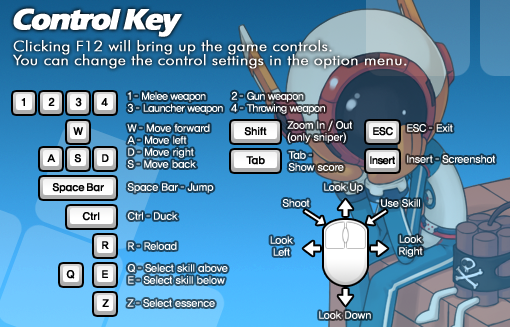 Control Key
Clicking F12 will bring up the game controls.
You can change the control settings in the option menu.
1 2 3 4
1 - Melee weapon
2 - Gun weapon
3 - Launcher weapon
4 - Throwing weapon
W
A S D
W - Move forward
A - Move left
D - Move right
S - Move back
Shift
Zoom In / Out
(only sniper)
ESC
ESC - Exit
Tab
Tab -
Show score
Insert
Insert - Screenshot
Space Bar
Space Bar - Jump
Ctrl
Ctrl - Duck
R
R - Reload
Q E
Q - Select skill above
E - Select skill below
Z
Z - Select essence
Look Up
Shoot
Use Skill
Look
Left
Look
Right
Look Down